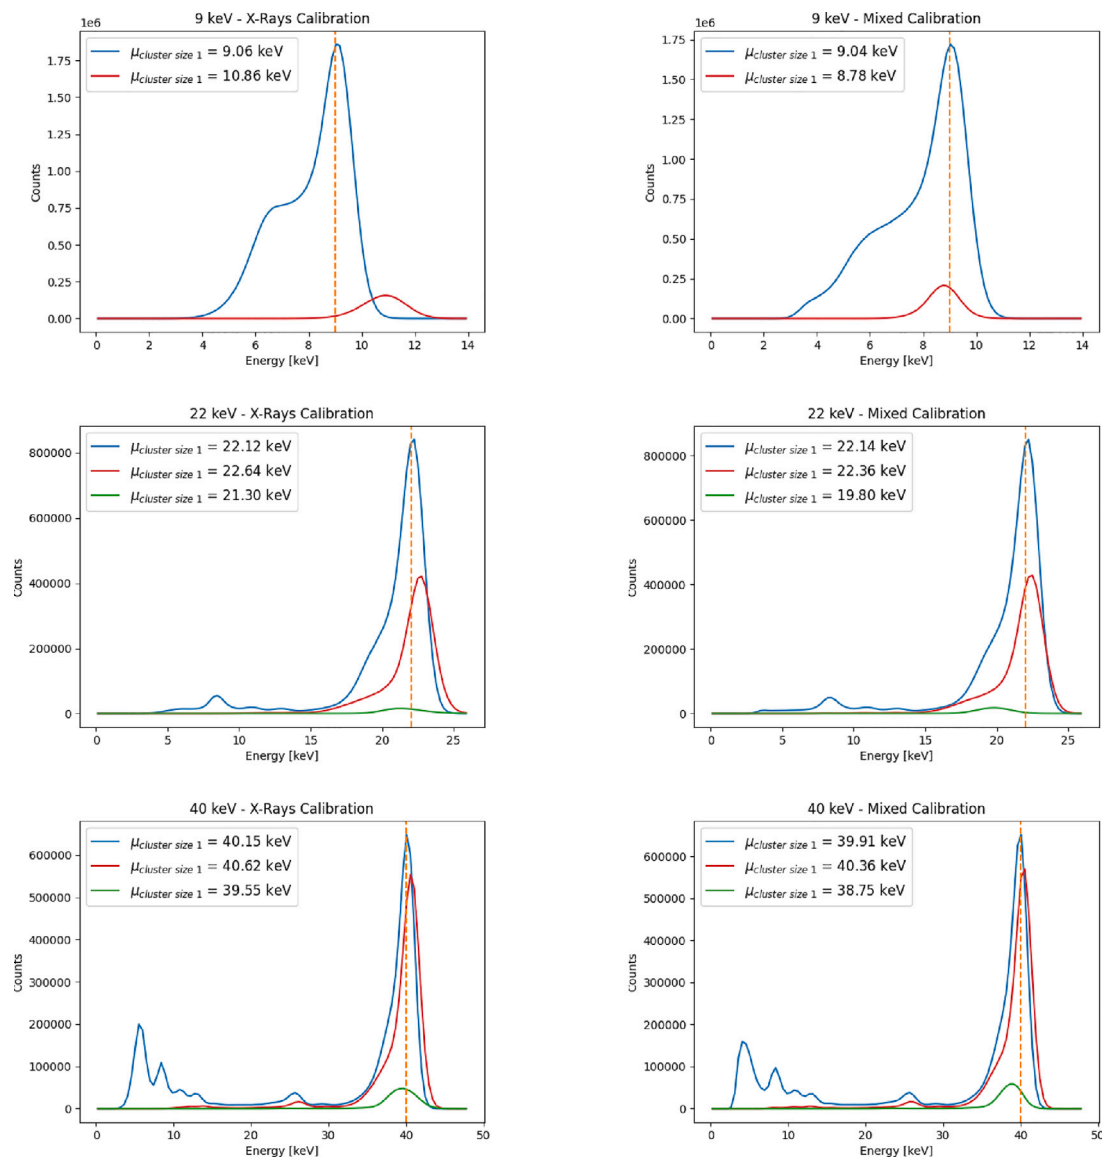 9 keV - X-Rays Calibration
1e6
μcluster size 1 = 9.06 keV
μcluster size 1 = 10.86 keV
1.75
1.50
1.25
1.00
0.75
0.50
0.25
0.00
Counts
0 2 4 6 8 10 12 14
Energy [keV]
9 keV - Mixed Calibration
1e6
μcluster size 1 = 9.04 keV
μcluster size 1 = 8.78 keV
1.75
1.50
1.25
1.00
0.75
0.50
0.25
0.00
Counts
0 2 4 6 8 10 12 14
Energy [keV]
22 keV - X-Rays Calibration
μcluster size 1 = 22.12 keV
μcluster size 1 = 22.64 keV
μcluster size 1 = 21.30 keV
800000
600000
400000
200000
0
Counts
0 5 10 15 20 25
Energy [keV]
22 keV - Mixed Calibration
μcluster size 1 = 22.14 keV
μcluster size 1 = 22.36 keV
μcluster size 1 = 19.80 keV
800000
600000
400000
200000
0
Counts
0 5 10 15 20 25
Energy [keV]
40 keV - X-Rays Calibration
μcluster size 1 = 40.15 keV
μcluster size 1 = 40.62 keV
μcluster size 1 = 39.55 keV
600000
500000
400000
300000
200000
100000
0
Counts
0 10 20 30 40 50
Energy [keV]
40 keV - Mixed Calibration
μcluster size 1 = 39.91 keV
μcluster size 1 = 40.36 keV
μcluster size 1 = 38.75 keV
600000
500000
400000
300000
200000
100000
0
Counts
0 10 20 30 40 50
Energy [keV]